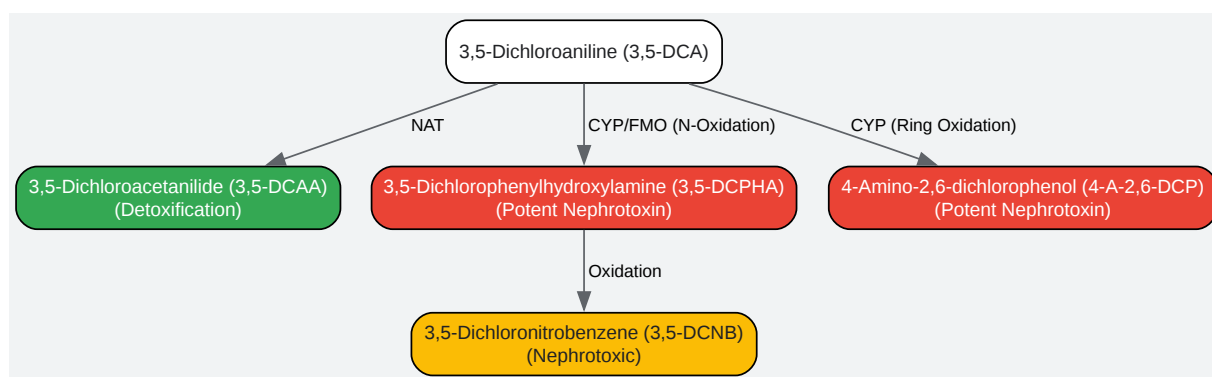 3,5-Dichloroaniline (3,5-DCA)
NAT
CYP/FMO (N-Oxidation)
CYP (Ring Oxidation)
3,5-Dichloroacetanilide (3,5-DCAA)
(Detoxification)
3,5-Dichlorophenylhydroxylamine (3,5-DCPHA)
(Potent Nephrotoxin)
4-Amino-2,6-dichlorophenol (4-A-2,6-DCP)
(Potent Nephrotoxin)
Oxidation
3,5-Dichloronitrobenzene (3,5-DCNB)
(Nephrotoxic)